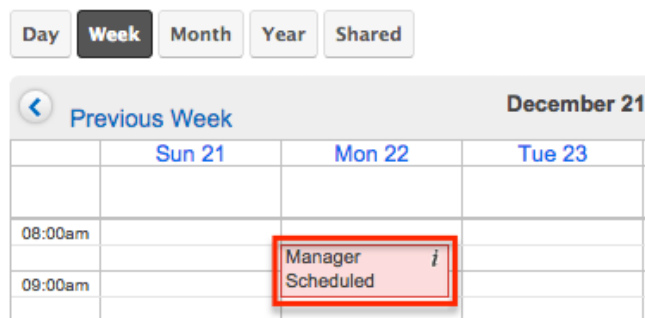 Day Week Month Year Shared
Previous Week December 21
Sun 21 Mon 22 Tue 23
08:00am
Manager i
Scheduled
09:00am